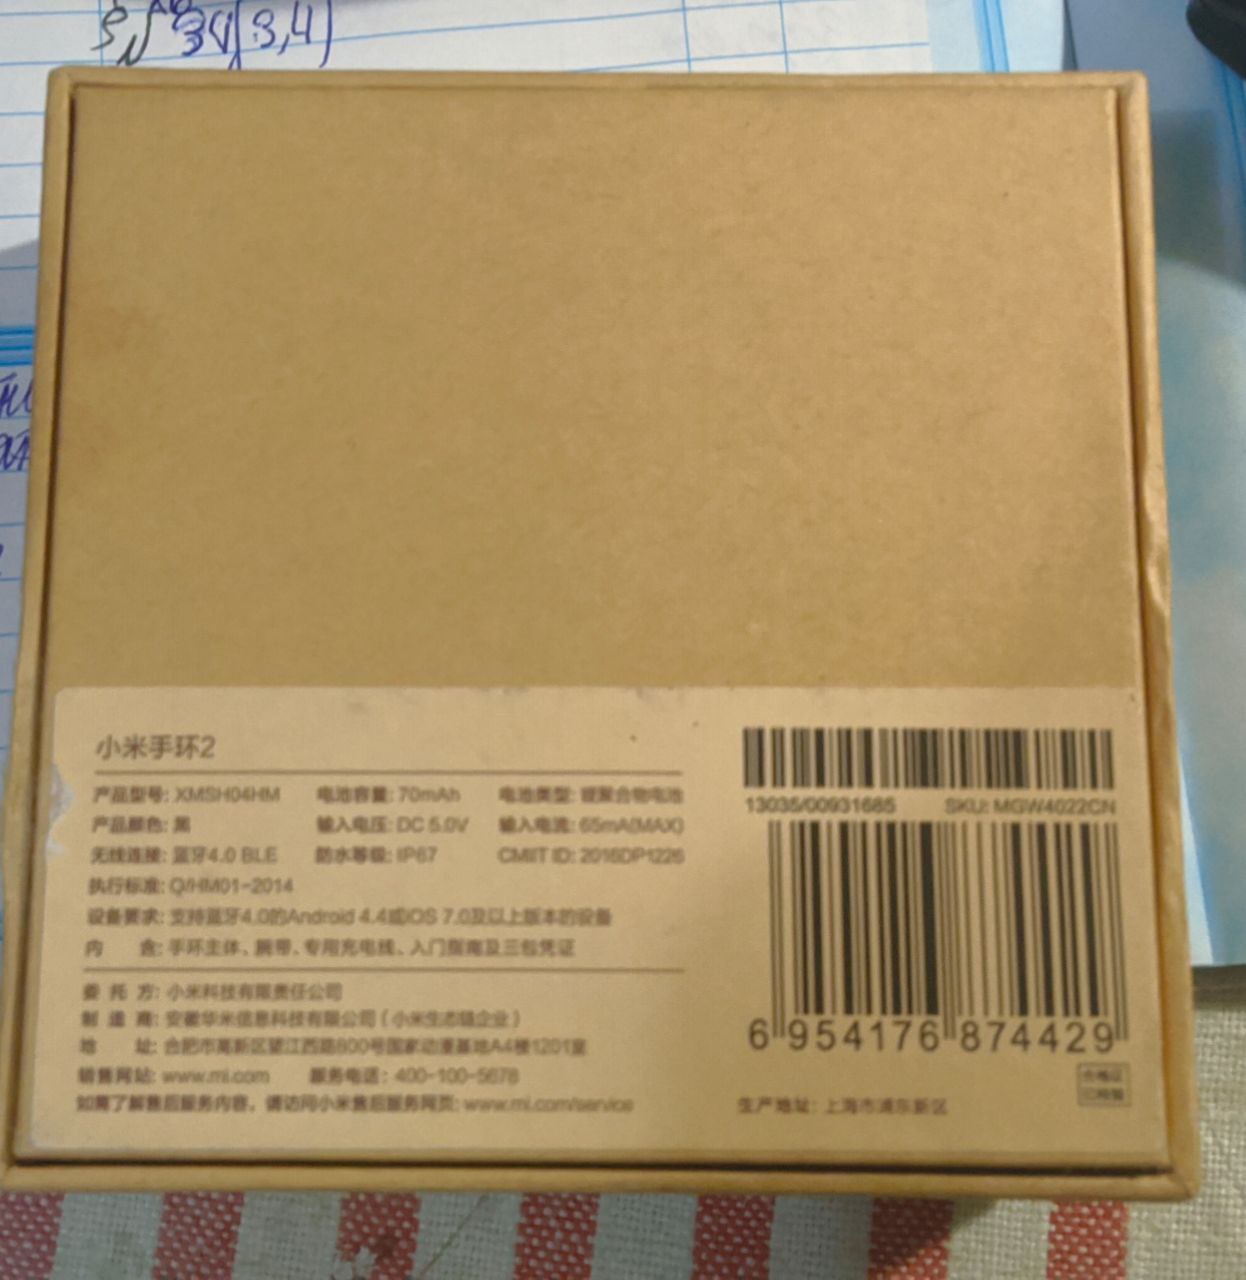 3√(3,4)
小米手环2
产品型号: XMSH04HM 电池容量: 70mAh 电池类型: 锂聚合物电池
产品颜色: 黑 输入电压: DC 5.0V 输入电流: 65mA(MAX)
无线连接: 蓝牙4.0 BLE 防水等级: IP67 CMIIT ID: 2016DP1226
执行标准: Q/HM01-2014
设备要求: 支持蓝牙4.0的Android 4.4或iOS 7.0及以上版本的设备
内 含: 手环主体、腕带、专用充电线、入门指南及三包凭证
委 托 方: 小米科技有限责任公司
制 造 商: 安徽华米信息科技有限公司（小米生态链企业）
地 址: 合肥市高新区望江西路800号国家动漫基地A4楼1201室
销售网站: www.mi.com 服务电话: 400-100-5678
如需了解售后服务内容，请访问小米售后服务网页: www.mi.com/service
13035/00931685 SKU: MGW4022CN
6 954176 874429
生产地址: 上海市浦东新区
合格证
已检验